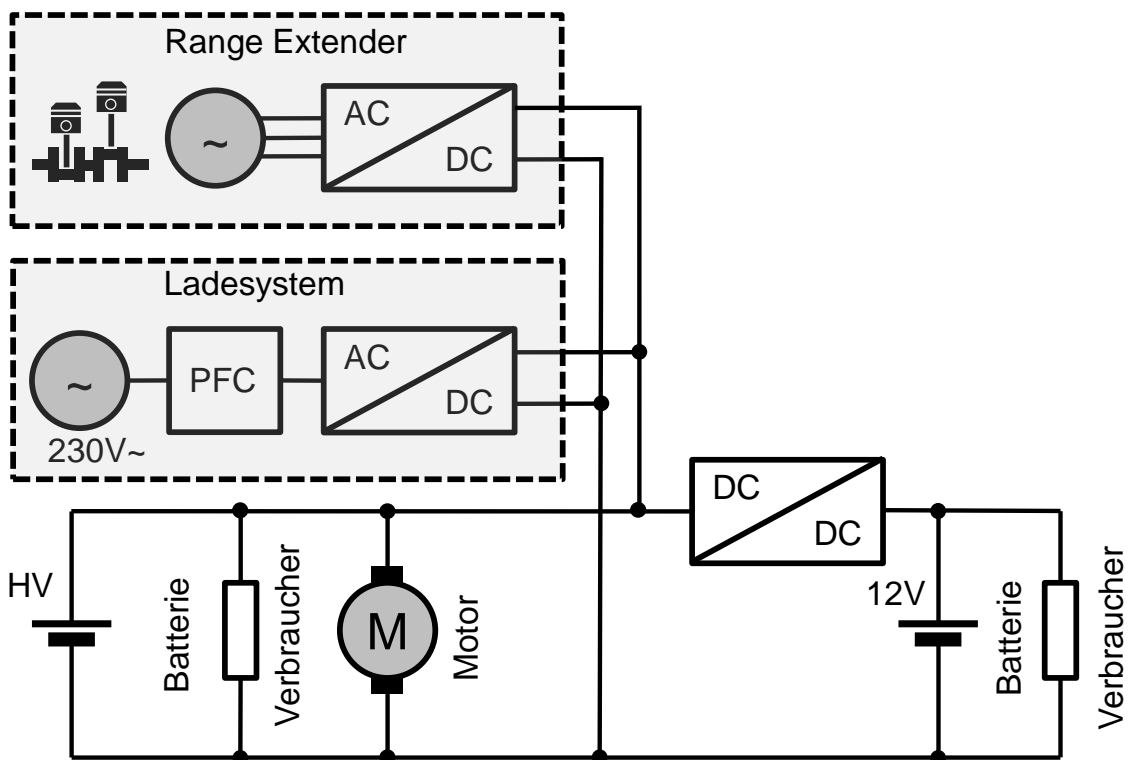 Range Extender
~
AC
DC
Ladesystem
~
PFC
AC
DC
230V~
DC
DC
HV
Batterie
Verbraucher
M
Motor
12V
Batterie
Verbraucher